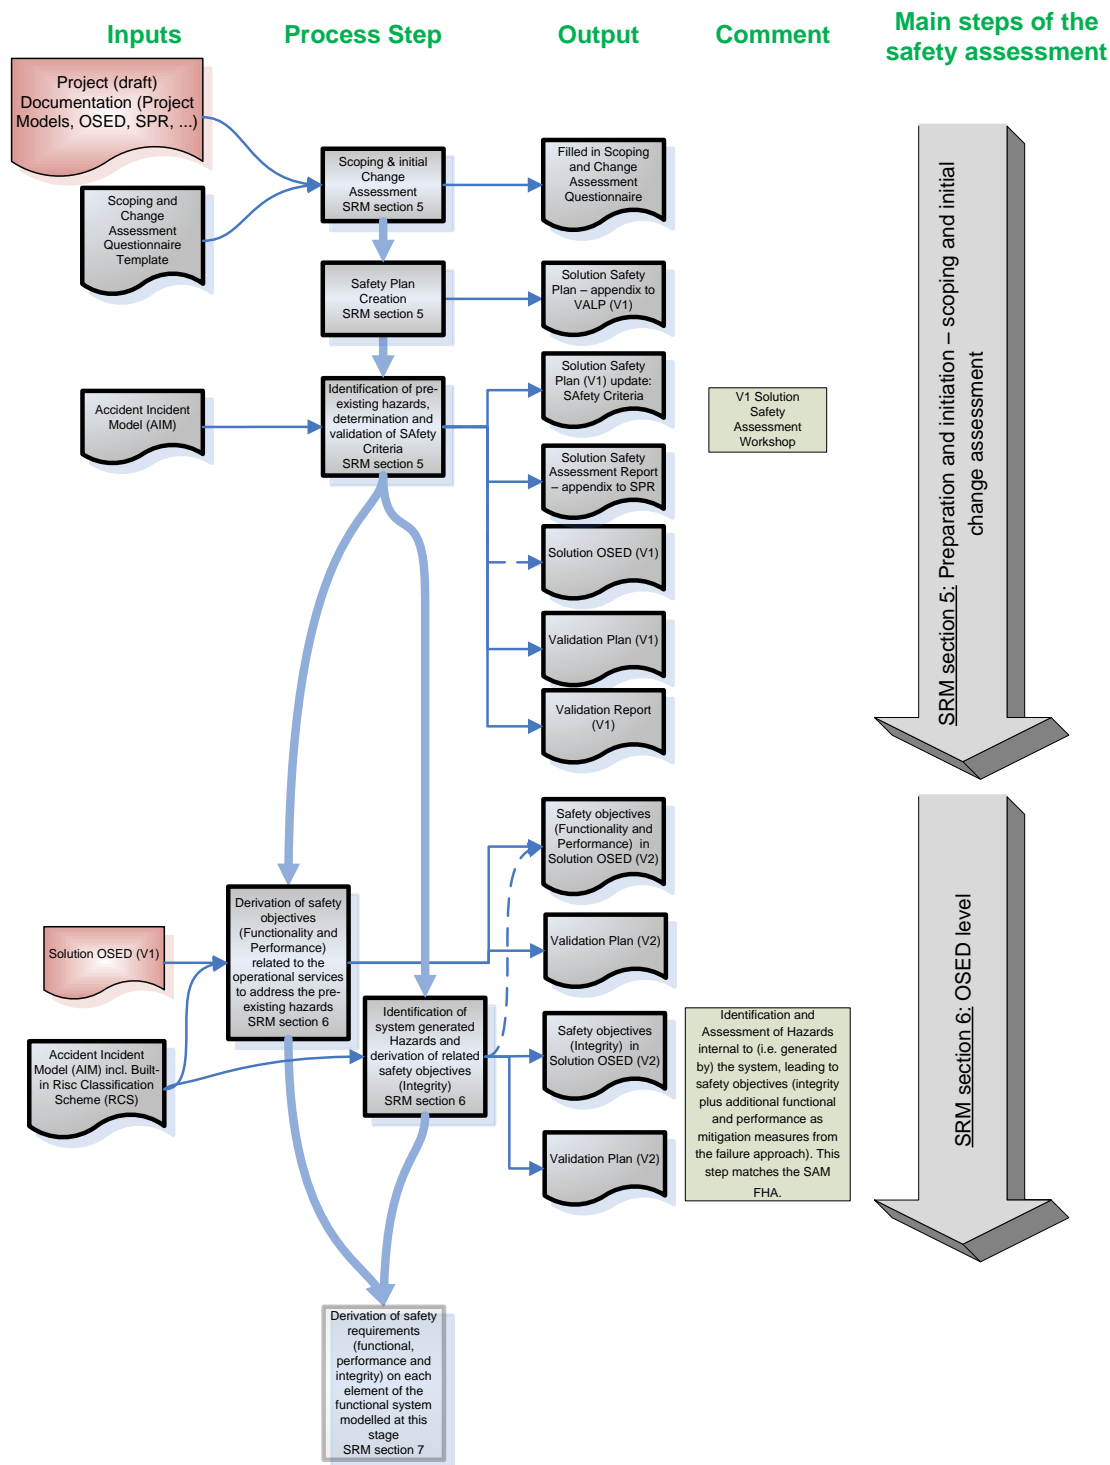 Inputs
Process Step
Output
Comment
Main steps of the
safety assessment
Project (draft)
Documentation (Project
Models, OSED, SPR, ...)
Scoping and
Change
Assessment
Questionnaire
Template
Scoping & initial
Change
Assessment
SRM section 5
Filled in Scoping
and Change
Assessment
Questionnaire
Safety Plan
Creation
SRM section 5
Solution Safety
Plan – appendix to
VALP (V1)
Accident Incident
Model (AIM)
Identification of pre-
existing hazards,
determination and
validation of SAfety
Criteria
SRM section 5
Solution Safety
Plan (V1) update:
SAfety Criteria
V1 Solution
Safety
Assessment
Workshop
Solution Safety
Assessment Report
– appendix to SPR
Solution OSED (V1)
Validation Plan (V1)
Validation Report
(V1)
SRM section 5: Preparation and initiation – scoping and initial
change assessment
Solution OSED (V1)
Accident Incident
Model (AIM) incl. Built-
in Risc Classification
Scheme (RCS)
Derivation of safety
objectives
(Functionality and
Performance)
related to the
operational services
to address the pre-
existing hazards
SRM section 6
Identification of
system generated
Hazards and
derivation of related
safety objectives
(Integrity)
SRM section 6
Safety objectives
(Functionality and
Performance)  in
Solution OSED (V2)
Validation Plan (V2)
Safety objectives
(Integrity)  in
Solution OSED (V2)
Validation Plan (V2)
Identification and
Assessment of Hazards
internal to (i.e. generated
by) the system, leading to
safety objectives (integrity
plus additional functional
and performance as
mitigation measures from
the failure approach). This
step matches the SAM
FHA.
SRM section 6: OSED level
Derivation of safety
requirements
(functional,
performance and
integrity) on each
element of the
functional system
modelled at this
stage
SRM section 7